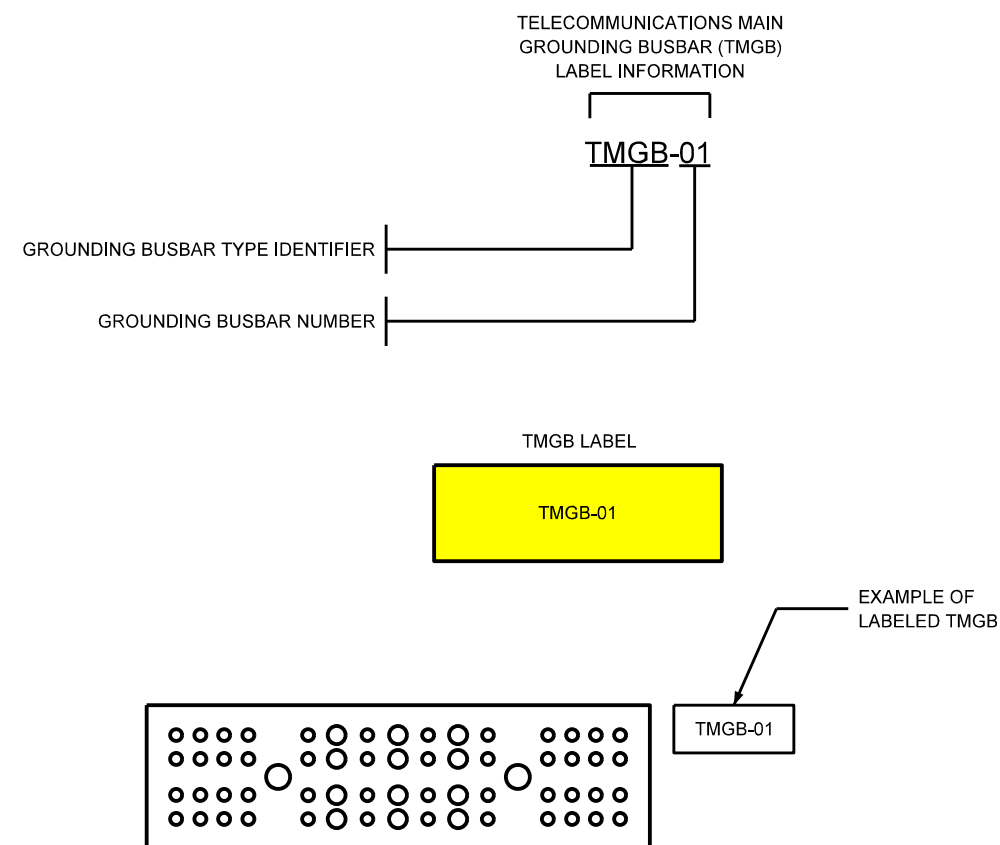 TELECOMMUNICATIONS MAIN
GROUNDING BUSBAR (TMGB)
LABEL INFORMATION
TMGB-01
GROUNDING BUSBAR TYPE IDENTIFIER
GROUNDING BUSBAR NUMBER
TMGB LABEL
TMGB-01
EXAMPLE OF
LABELED TMGB
TMGB-01